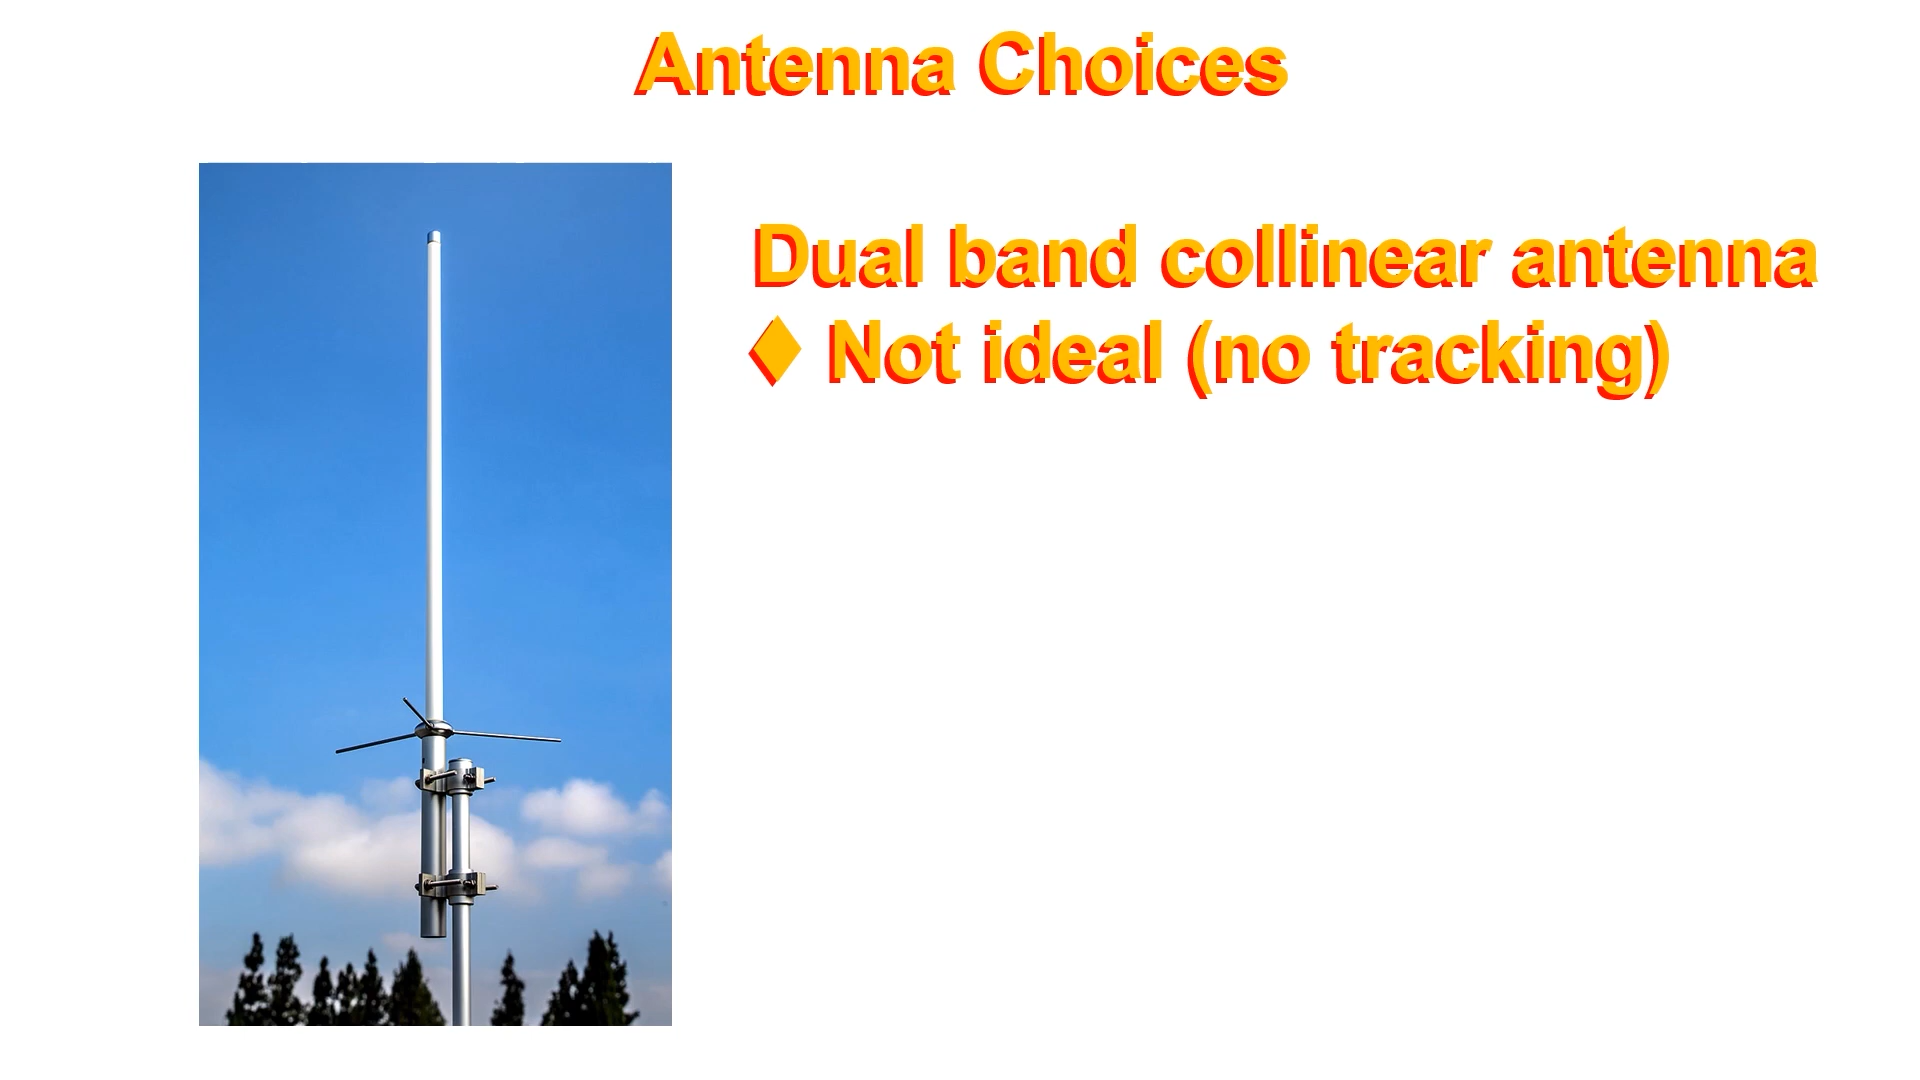 Antenna Choices
Dual band collinear antenna
♦ Not ideal (no tracking)